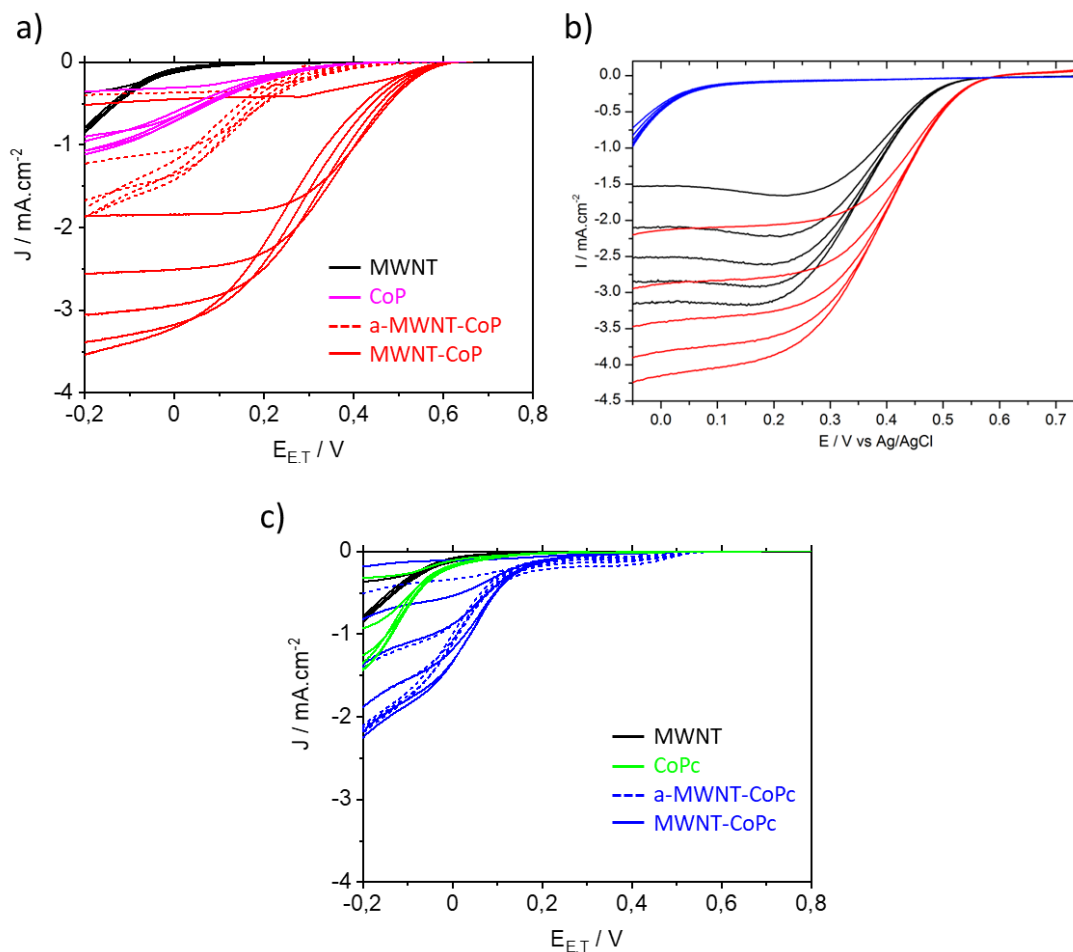 a)
0
-1
-2
-3
-4
J / mA.cm-2
MWNT
CoP
a-MWNT-CoP
MWNT-CoP
-0,2 0 0,2 0,4 0,6 0,8
E E.T / V
b)
0.0
-0.5
-1.0
-1.5
-2.0
-2.5
-3.0
-3.5
-4.0
-4.5
I / mA.cm-2
0.0 0.1 0.2 0.3 0.4 0.5 0.6 0.7
E / V vs Ag/AgCl
c)
0
-1
-2
-3
-4
J / mA.cm-2
MWNT
CoPc
a-MWNT-CoPc
MWNT-CoPc
-0,2 0 0,2 0,4 0,6 0,8
E E.T / V